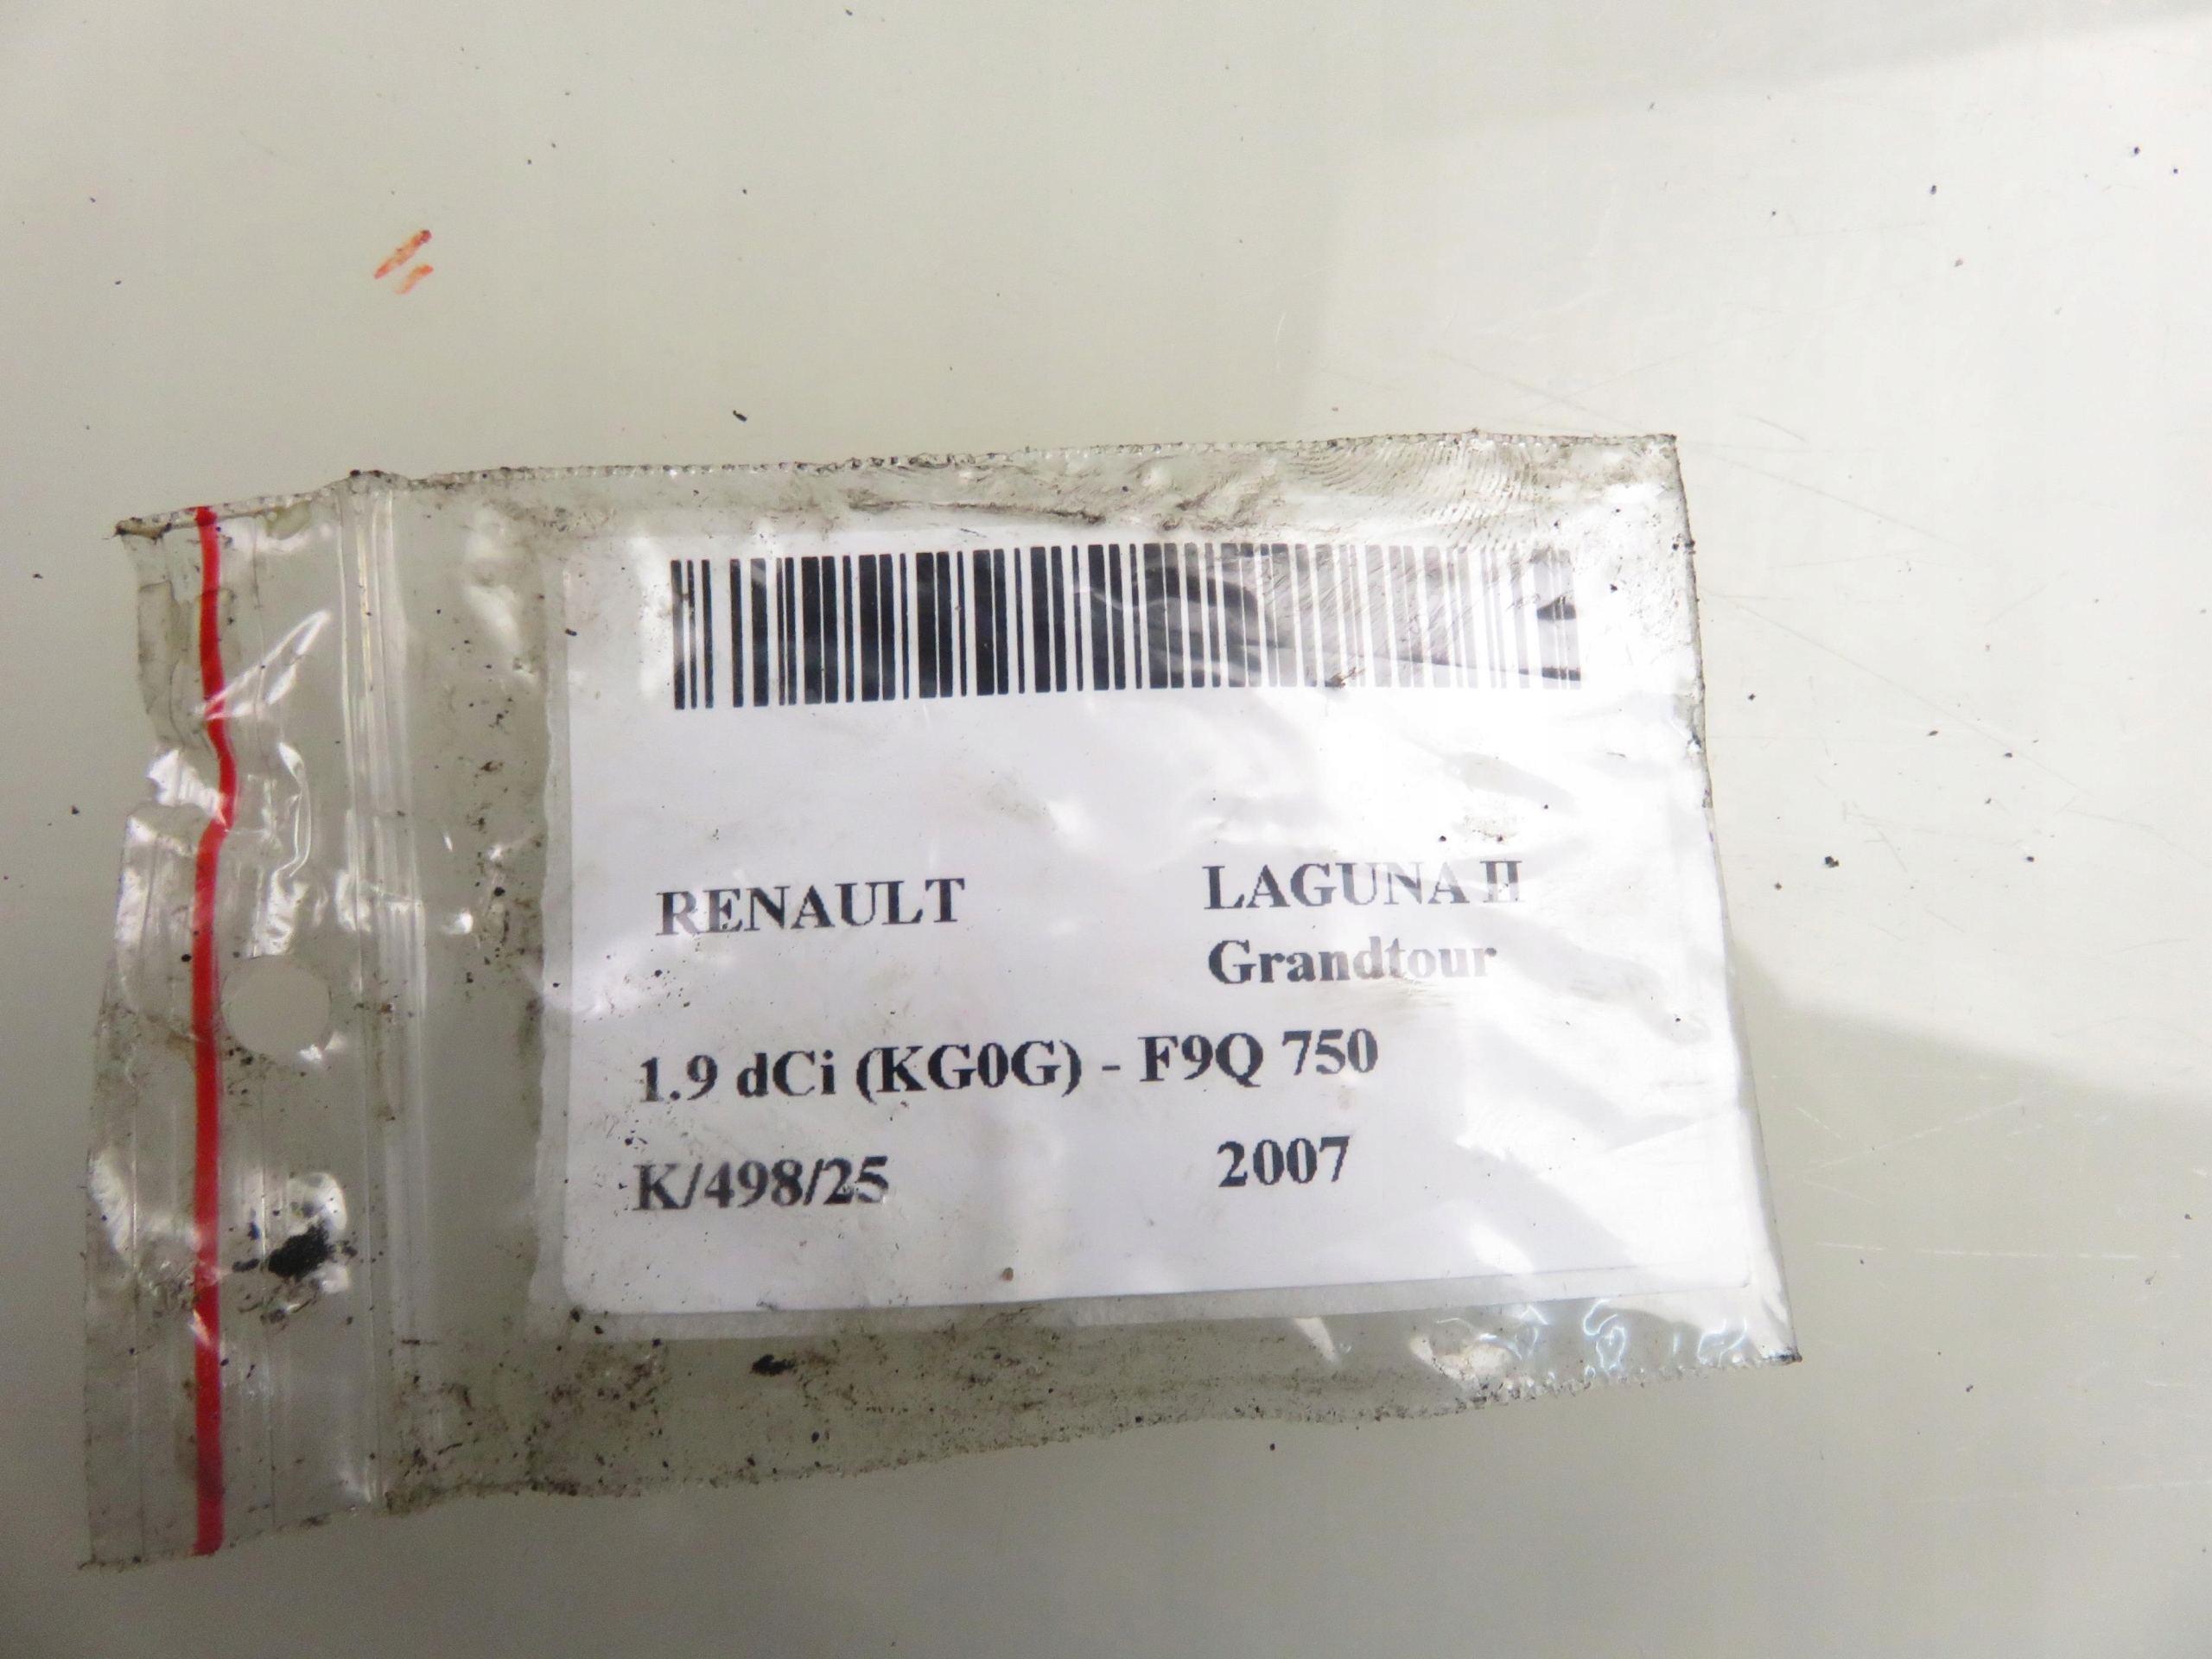 RENAULT LAGUNA II
Grandtour
1.9 dCi (KG0G) - F9Q 750
K/498/25 2007